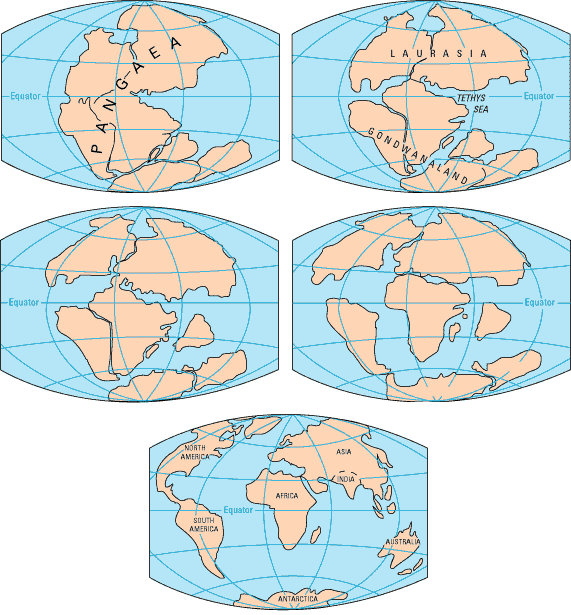 PANGAEA
Equator
LAURASIA
TETHYS
SEA
Equator
GONDWANALAND
Equator
Equator
NORTH
AMERICA
ASIA
INDIA
AFRICA
Equator
SOUTH
AMERICA
AUSTRALIA
ANTARCTICA